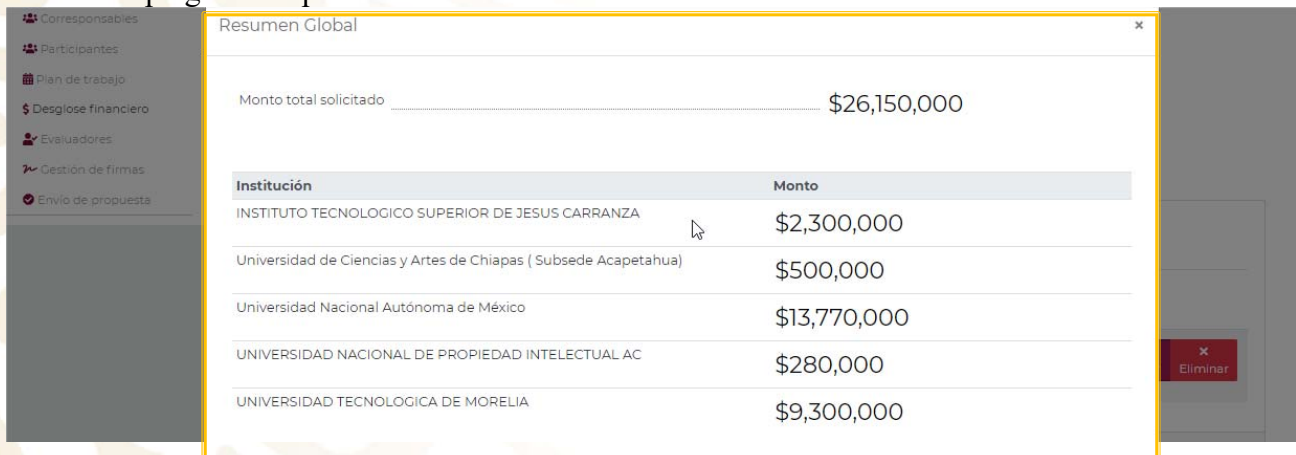 Corresponsables
Participantes
Plan de trabajo
$ Desglose financiero
Evaluadores
Gestión de firmas
Envío de propuesta
Resumen Global ×
Monto total solicitado $26,150,000
Institución Monto
INSTITUTO TECNOLOGICO SUPERIOR DE JESUS CARRANZA $2,300,000
Universidad de Ciencias y Artes de Chiapas ( Subsede Acapetahua) $500,000
Universidad Nacional Autónoma de México $13,770,000
UNIVERSIDAD NACIONAL DE PROPIEDAD INTELECTUAL AC $280,000
UNIVERSIDAD TECNOLOGICA DE MORELIA $9,300,000
×
Eliminar